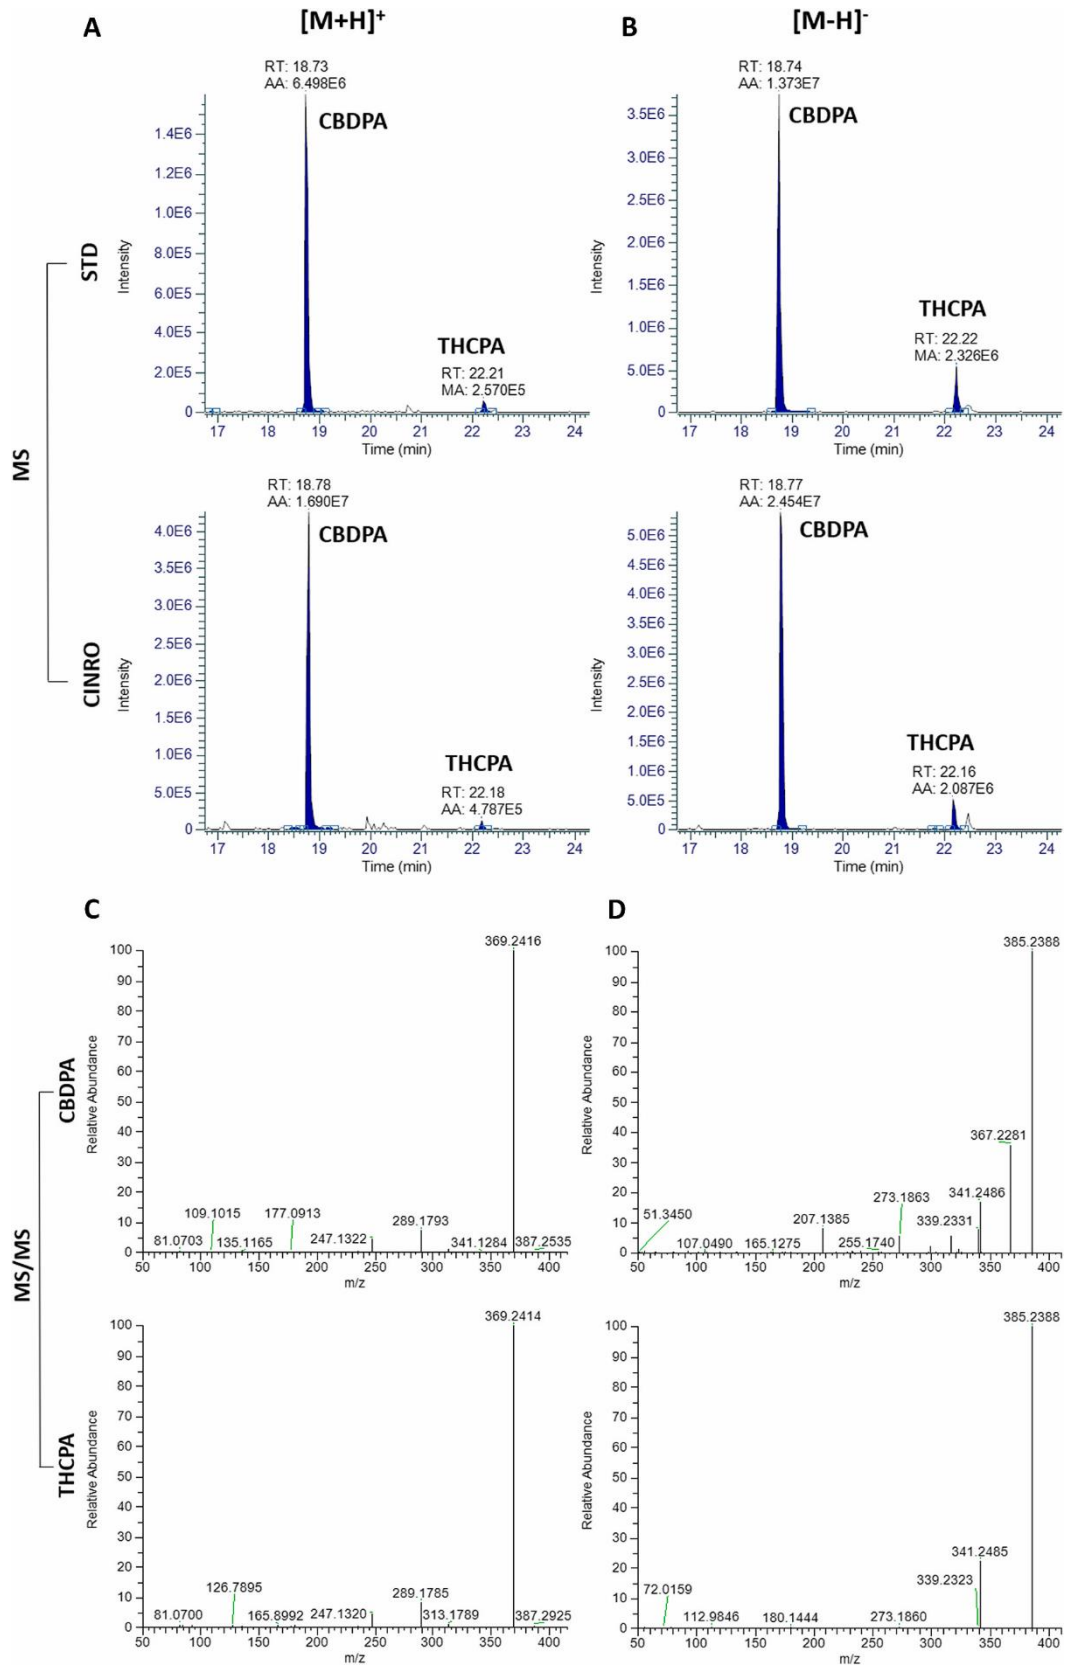 A
[M+H]+
B
[M-H]-
MS
STD
RT: 18.73
AA: 6.498E6
CBDPA
THCPA
RT: 22.21
MA: 2.570E5
1.4E6
1.2E6
1.0E6
8.0E5
6.0E5
4.0E5
2.0E5
0
Intensity
17 18 19 20 21 22 23 24
Time (min)
RT: 18.74
AA: 1.373E7
CBDPA
THCPA
RT: 22.22
MA: 2.326E6
3.5E6
3.0E6
2.5E6
2.0E6
1.5E6
1.0E6
5.0E5
0
Intensity
17 18 19 20 21 22 23 24
Time (min)
CINRO
RT: 18.78
AA: 1.690E7
CBDPA
THCPA
RT: 22.18
AA: 4.787E5
4.0E6
3.5E6
3.0E6
2.5E6
2.0E6
1.5E6
1.0E6
5.0E5
0
Intensity
17 18 19 20 21 22 23 24
Time (min)
RT: 18.77
AA: 2.454E7
CBDPA
THCPA
RT: 22.16
AA: 2.087E6
5.0E6
4.5E6
4.0E6
3.5E6
3.0E6
2.5E6
2.0E6
1.5E6
1.0E6
5.0E5
0
Intensity
17 18 19 20 21 22 23 24
Time (min)
C
D
MS/MS
CBDPA
369.2416
109.1015
177.0913
289.1793
81.0703
135.1165
247.1322
341.1284
387.2535
100
90
80
70
60
50
40
30
20
10
0
Relative Abundance
50 100 150 200 250 300 350 400
m/z
385.2388
367.2281
273.1863
341.2486
51.3450
207.1385
339.2331
107.0490
165.1275
255.1740
100
90
80
70
60
50
40
30
20
10
0
Relative Abundance
50 100 150 200 250 300 350 400
m/z
THCPA
369.2414
126.7895
289.1785
81.0700
165.8992
247.1320
313.1789
387.2925
100
90
80
70
60
50
40
30
20
10
0
Relative Abundance
50 100 150 200 250 300 350 400
m/z
385.2388
341.2485
339.2323
72.0159
112.9846
180.1444
273.1860
100
90
80
70
60
50
40
30
20
10
0
Relative Abundance
50 100 150 200 250 300 350 400
m/z